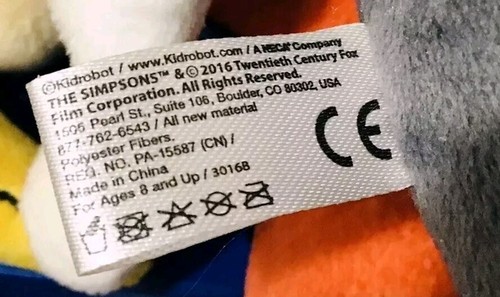 ©Kidrobot / www.Kidrobot.com / A NECA® Company
THE SIMPSONS™ & © 2016 Twentieth Century Fox
Film Corporation. All Rights Reserved.
1505 Pearl St., Suite 106, Boulder, CO 80302, USA
877-762-6543 / All new material
Polyester Fibers.
REG. NO. PA-15587 (CN) /
Made in China
For Ages 8 and Up / 30168
CE